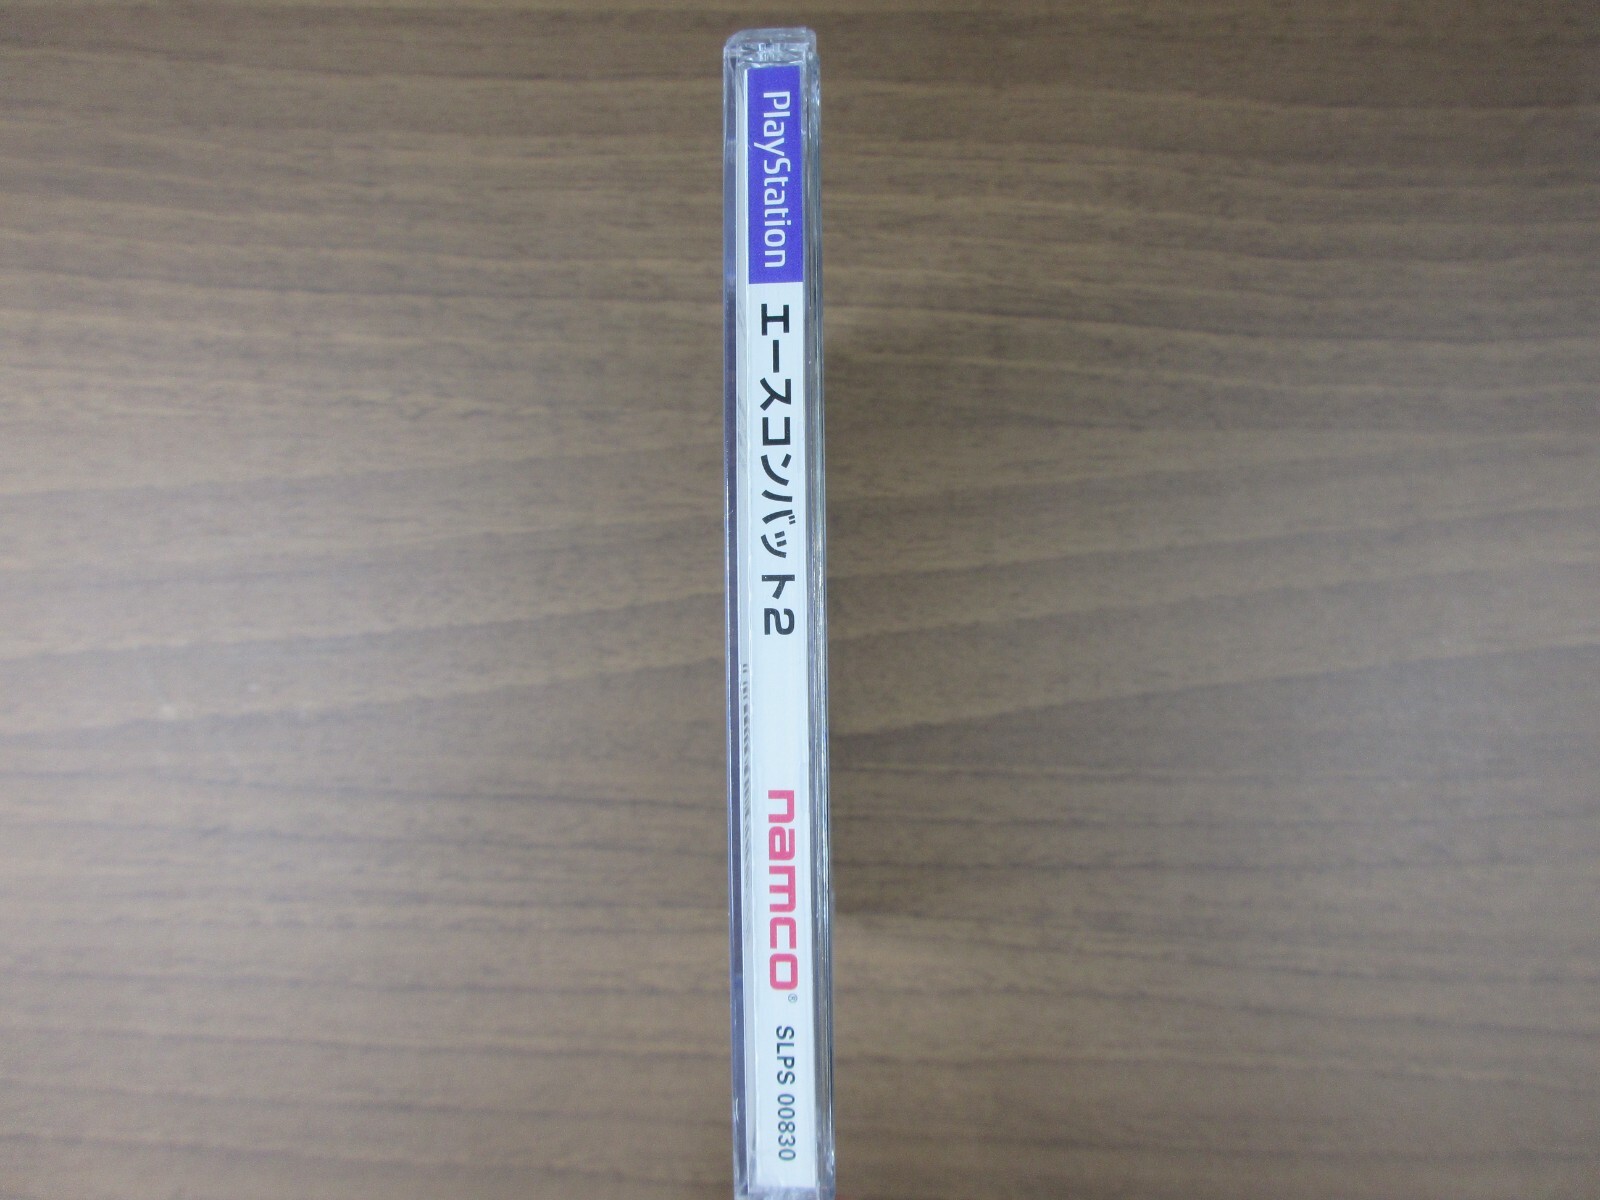 PlayStation
エースコンバット2
namco®
SLPS 00830